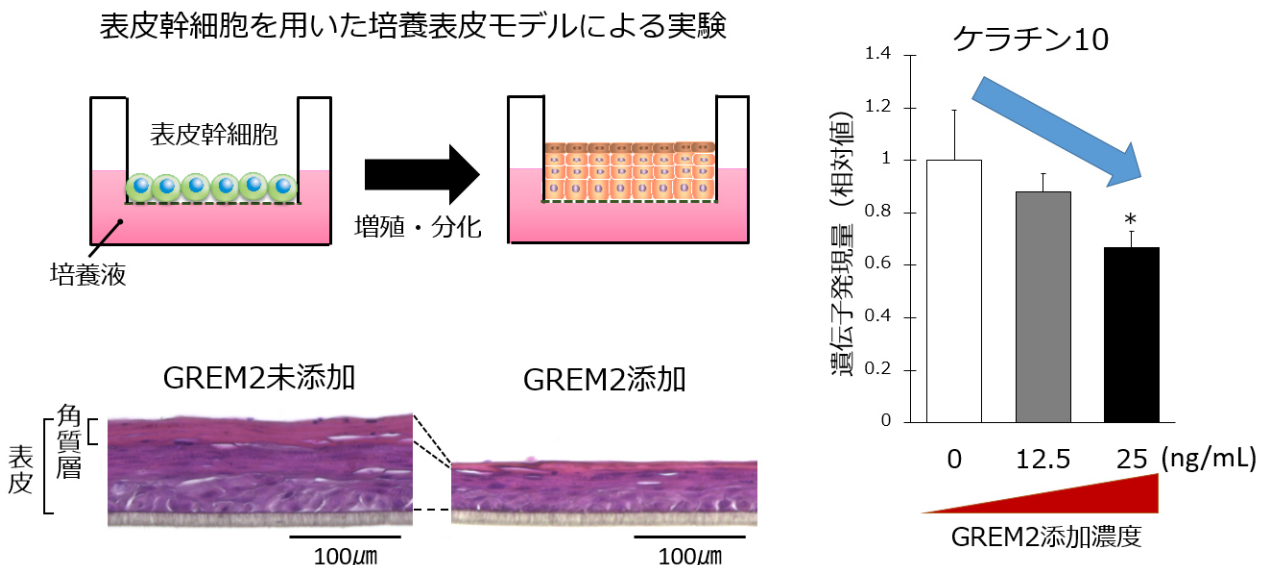 表皮幹細胞を用いた培養表皮モデルによる実験
表皮幹細胞
増殖・分化
培養液
GREM2未添加
GREM2添加
角質層
表皮
100㎛
100㎛
ケラチン10
遺伝子発現量（相対値）
1.4
1.2
1
0.8
0.6
0.4
0.2
0
*
0 12.5 25 (ng/mL)
GREM2添加濃度